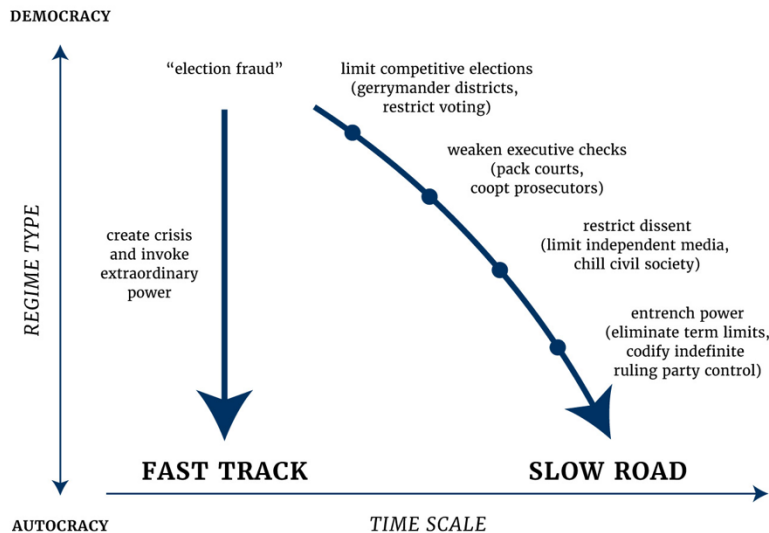 DEMOCRACY
“election fraud”
limit competitive elections
(gerrymander districts,
restrict voting)
weaken executive checks
(pack courts,
coopt prosecutors)
REGIME TYPE
create crisis
and invoke
extraordinary
power
restrict dissent
(limit independent media,
chill civil society)
entrench power
(eliminate term limits,
codify indefinite
ruling party control)
FAST TRACK
SLOW ROAD
AUTOCRACY
TIME SCALE